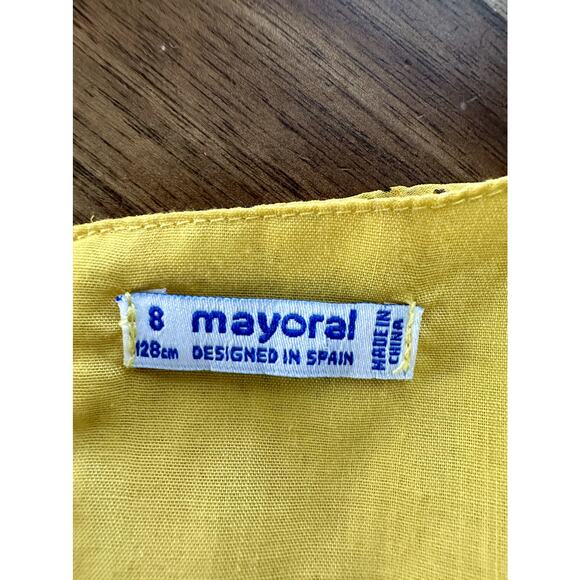 8 mayoral
128cm DESIGNED IN SPAIN
MADE IN
CHINA